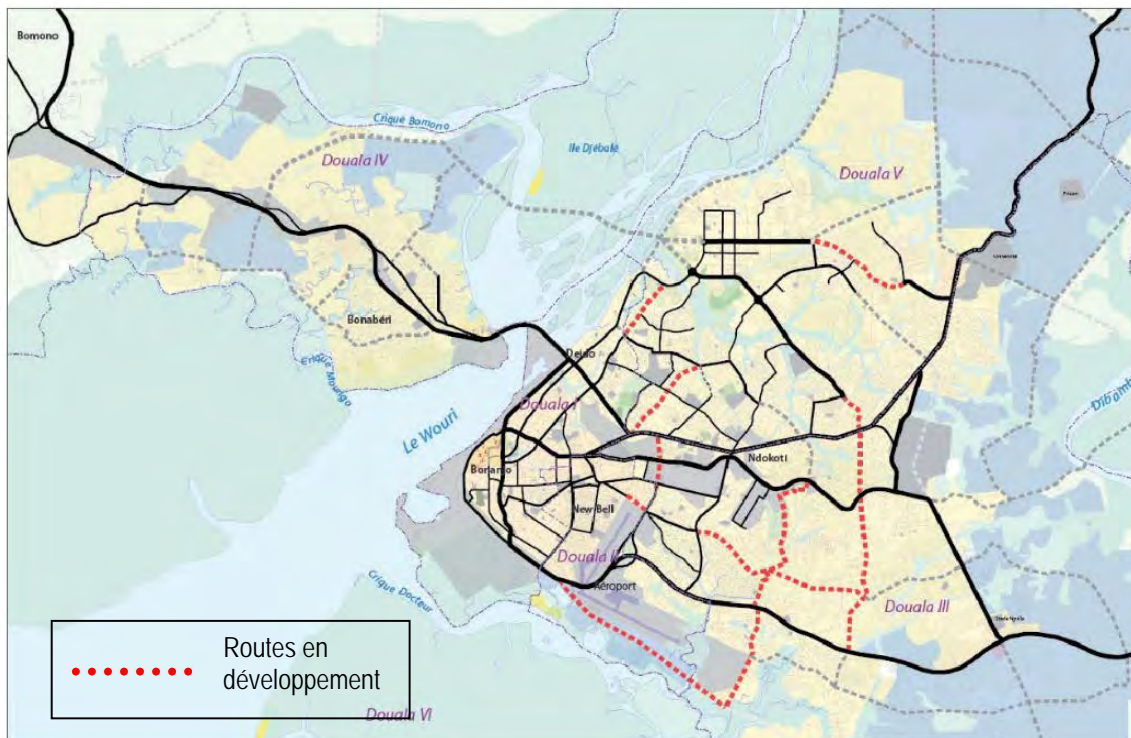 Bomono
Crique Bomono
Ile Djébalé
Douala IV
Douala V
Bonabéri
Deido
Crique Moungo
Dibamba
Douala I
Le Wouri
Ndokoti
Bonanjo
New Bell
Douala II
Aéroport
Crique Docteur
Douala III
Routes en
développement
Douala VI